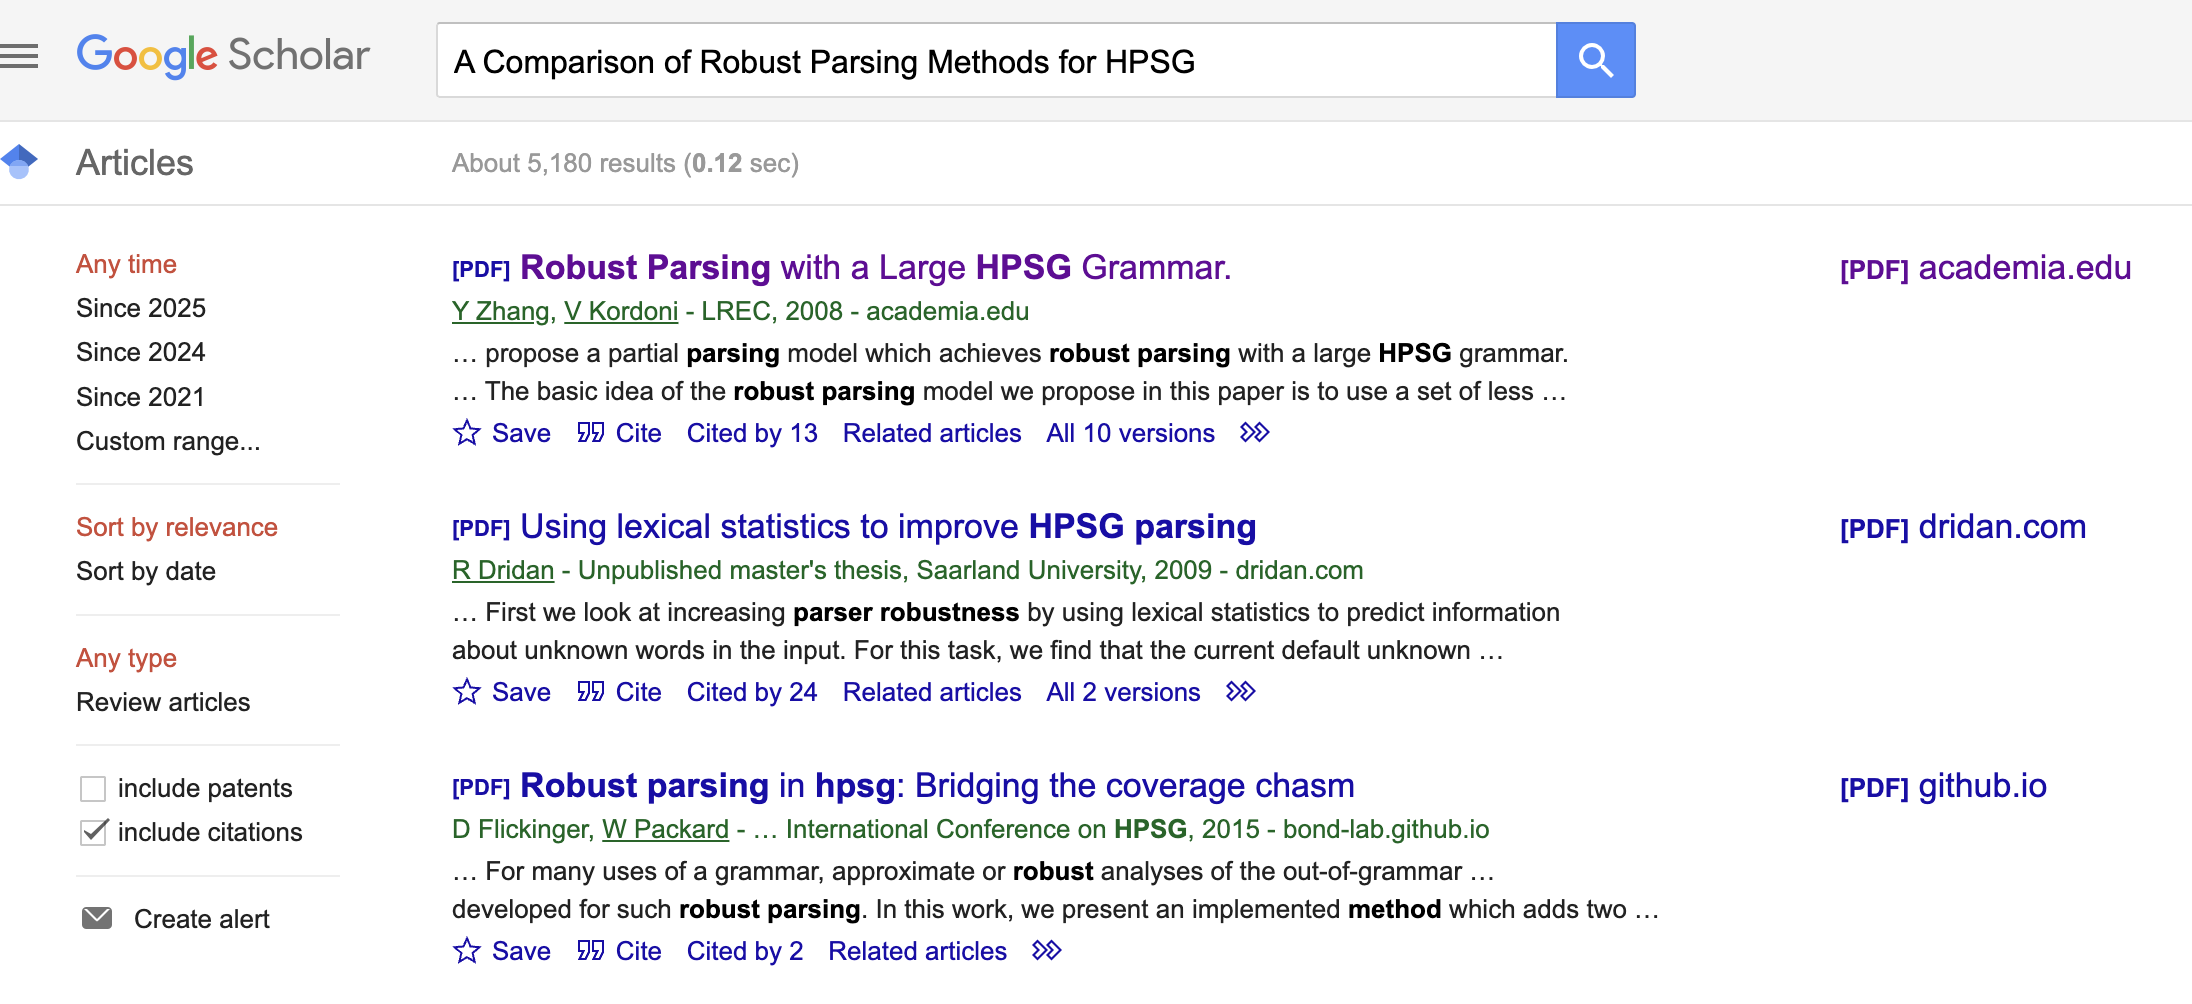 Google Scholar
A Comparison of Robust Parsing Methods for HPSG
Articles
About 5,180 results (0.12 sec)
Any time
Since 2025
Since 2024
Since 2021
Custom range...
Sort by relevance
Sort by date
Any type
Review articles
include patents
include citations
Create alert
[PDF] Robust Parsing with a Large HPSG Grammar.
Y Zhang, V Kordoni - LREC, 2008 - academia.edu
… propose a partial parsing model which achieves robust parsing with a large HPSG grammar.
… The basic idea of the robust parsing model we propose in this paper is to use a set of less …
Save Cite Cited by 13 Related articles All 10 versions
[PDF] academia.edu
[PDF] Using lexical statistics to improve HPSG parsing
R Dridan - Unpublished master's thesis, Saarland University, 2009 - dridan.com
… First we look at increasing parser robustness by using lexical statistics to predict information
about unknown words in the input. For this task, we find that the current default unknown …
Save Cite Cited by 24 Related articles All 2 versions
[PDF] dridan.com
[PDF] Robust parsing in hpsg: Bridging the coverage chasm
D Flickinger, W Packard - … International Conference on HPSG, 2015 - bond-lab.github.io
… For many uses of a grammar, approximate or robust analyses of the out-of-grammar …
developed for such robust parsing. In this work, we present an implemented method which adds two …
Save Cite Cited by 2 Related articles
[PDF] github.io